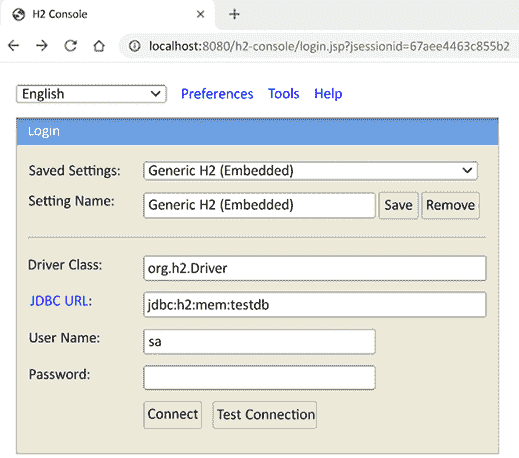 H2 Console
localhost:8080/h2-console/login.jsp?jsessionid=67aee4463c855b2
English Preferences Tools Help
Login
Saved Settings: Generic H2 (Embedded)
Setting Name: Generic H2 (Embedded) Save Remove
Driver Class: org.h2.Driver
JDBC URL: jdbc:h2:mem:testdb
User Name: sa
Password:
Connect Test Connection